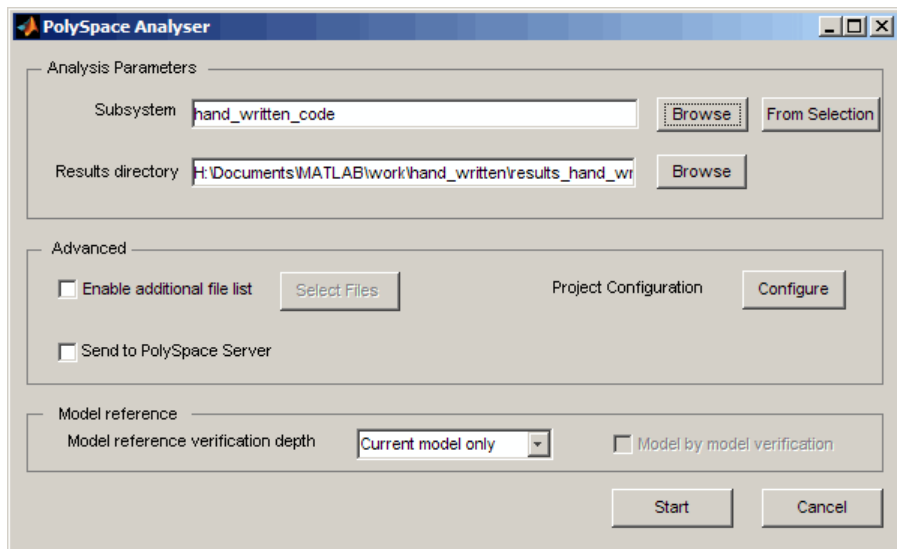 PolySpace Analyser
Analysis Parameters
Subsystem hand_written_code Browse From Selection
Results directory H:\Documents\MATLAB\work\hand_written\results_hand_wr Browse
Advanced
Enable additional file list Select Files Project Configuration Configure
Send to PolySpace Server
Model reference
Model reference verification depth Current model only Model by model verification
Start Cancel